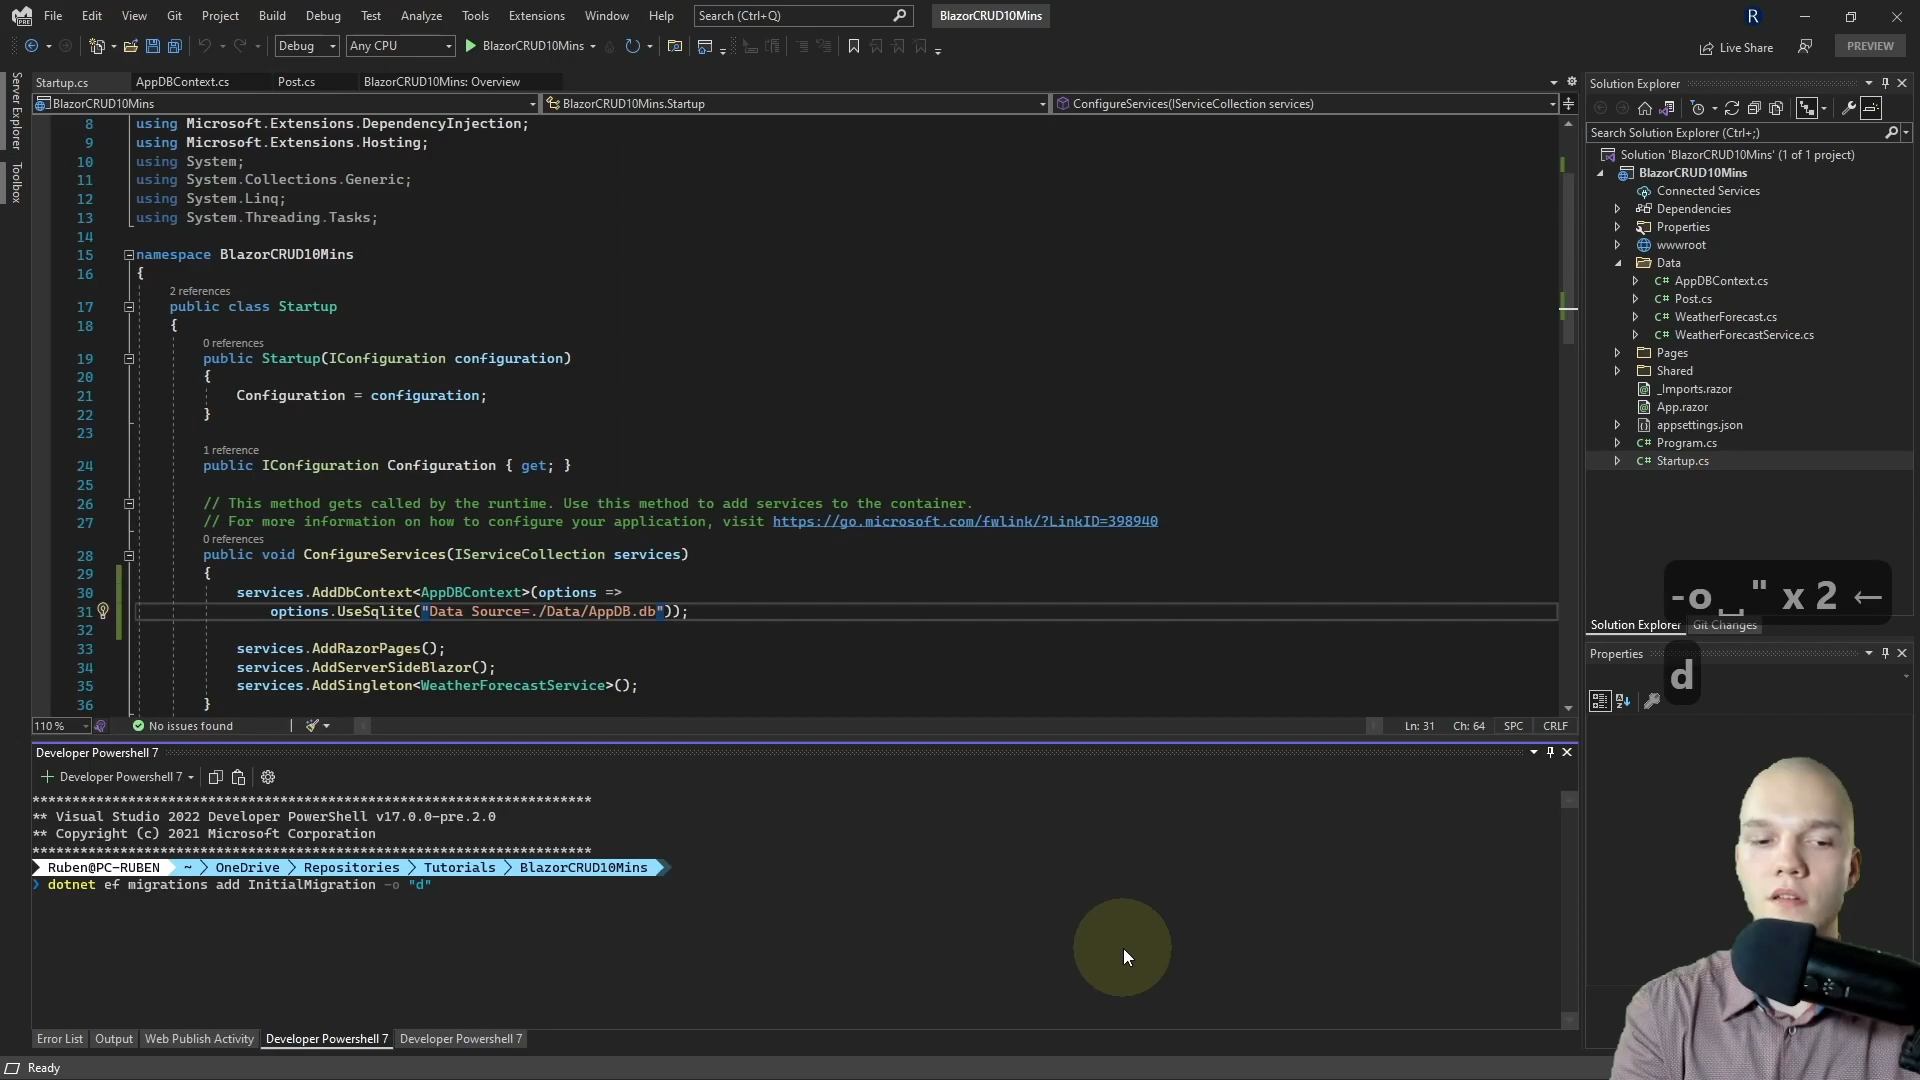 File Edit View Git Project Build Debug Test Analyze Tools Extensions Window Help Search (Ctrl+Q) BlazorCRUD10Mins R
Debug Any CPU BlazorCRUD10Mins Live Share PREVIEW
Server Explorer
Toolbox
Startup.cs AppDBContext.cs Post.cs BlazorCRUD10Mins: Overview
BlazorCRUD10Mins BlazorCRUD10Mins.Startup ConfigureServices(IServiceCollection services)
8 using Microsoft.Extensions.DependencyInjection;
9 using Microsoft.Extensions.Hosting;
10 using System;
11 using System.Collections.Generic;
12 using System.Linq;
13 using System.Threading.Tasks;
14
15 namespace BlazorCRUD10Mins
16 {
2 references
17 public class Startup
18 {
0 references
19 public Startup(IConfiguration configuration)
20 {
21 Configuration = configuration;
22 }
23
1 reference
24 public IConfiguration Configuration { get; }
25
26 // This method gets called by the runtime. Use this method to add services to the container.
27 // For more information on how to configure your application, visit https://go.microsoft.com/fwlink/?LinkID=398940
0 references
28 public void ConfigureServices(IServiceCollection services)
29 {
30 services.AddDbContext<AppDBContext>(options =>
31 options.UseSqlite("Data Source=./Data/AppDB.db"));
32
33 services.AddRazorPages();
34 services.AddServerSideBlazor();
35 services.AddSingleton<WeatherForecastService>();
36 }
110 % No issues found Ln: 31 Ch: 64 SPC CRLF
Developer Powershell 7
Developer Powershell 7
**********************************************************************
** Visual Studio 2022 Developer PowerShell v17.0.0-pre.2.0
** Copyright (c) 2021 Microsoft Corporation
**********************************************************************
Ruben@PC-RUBEN ~ OneDrive Repositories Tutorials BlazorCRUD10Mins
❯ dotnet ef migrations add InitialMigration -o "d"
Error List Output Web Publish Activity Developer Powershell 7 Developer Powershell 7
Ready
Solution Explorer
Search Solution Explorer (Ctrl+;)
Solution 'BlazorCRUD10Mins' (1 of 1 project)
BlazorCRUD10Mins
Connected Services
Dependencies
Properties
wwwroot
Data
C# AppDBContext.cs
C# Post.cs
C# WeatherForecast.cs
C# WeatherForecastService.cs
Pages
Shared
_Imports.razor
App.razor
appsettings.json
C# Program.cs
C# Startup.cs
-o␣" x 2 ←
Solution Explorer Git Changes
Properties
d